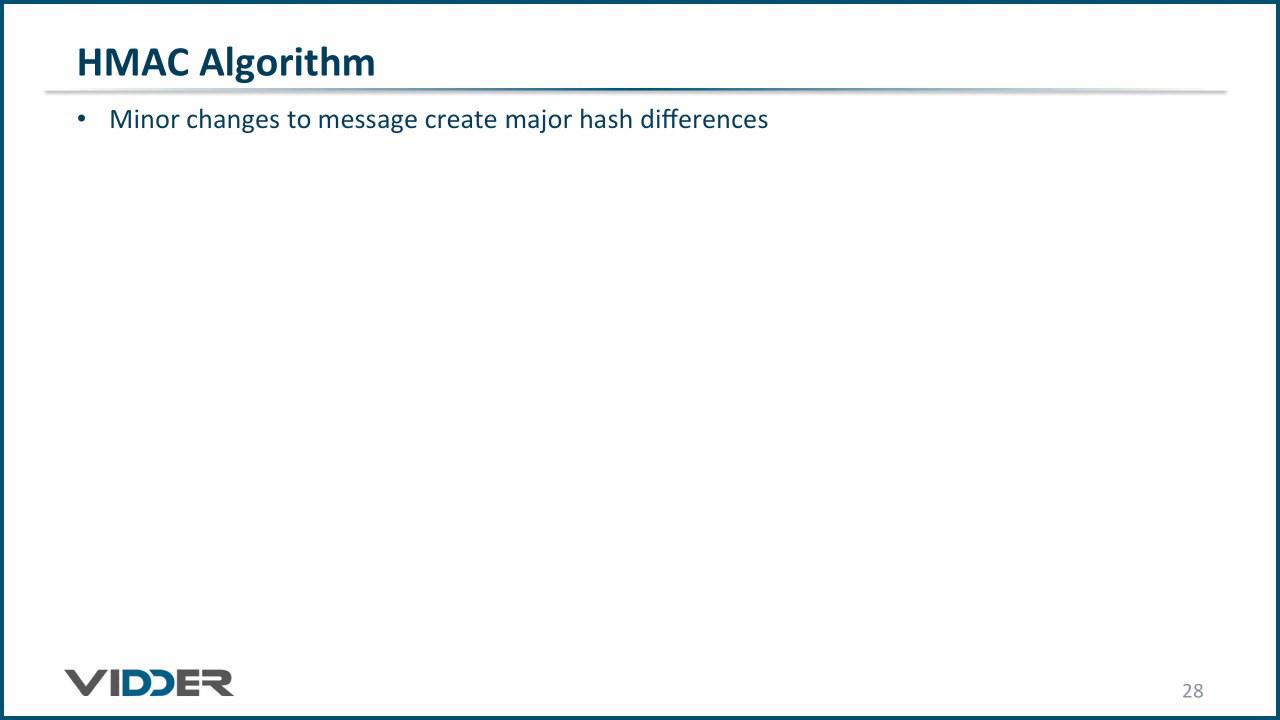 HMAC Algorithm
• Minor changes to message create major hash differences
VIDDER
28